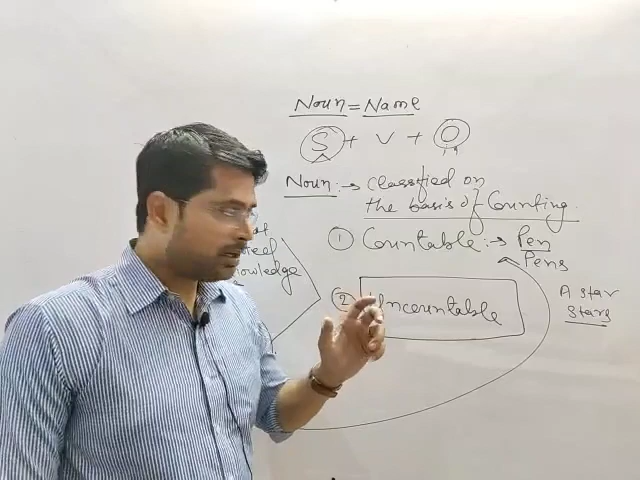 Noun = Name
S + V + O
Noun :→ Classified on
the basis of Counting.
① Countable :→ Pen
Pens
② Uncountable
A star
Stars
knowledge